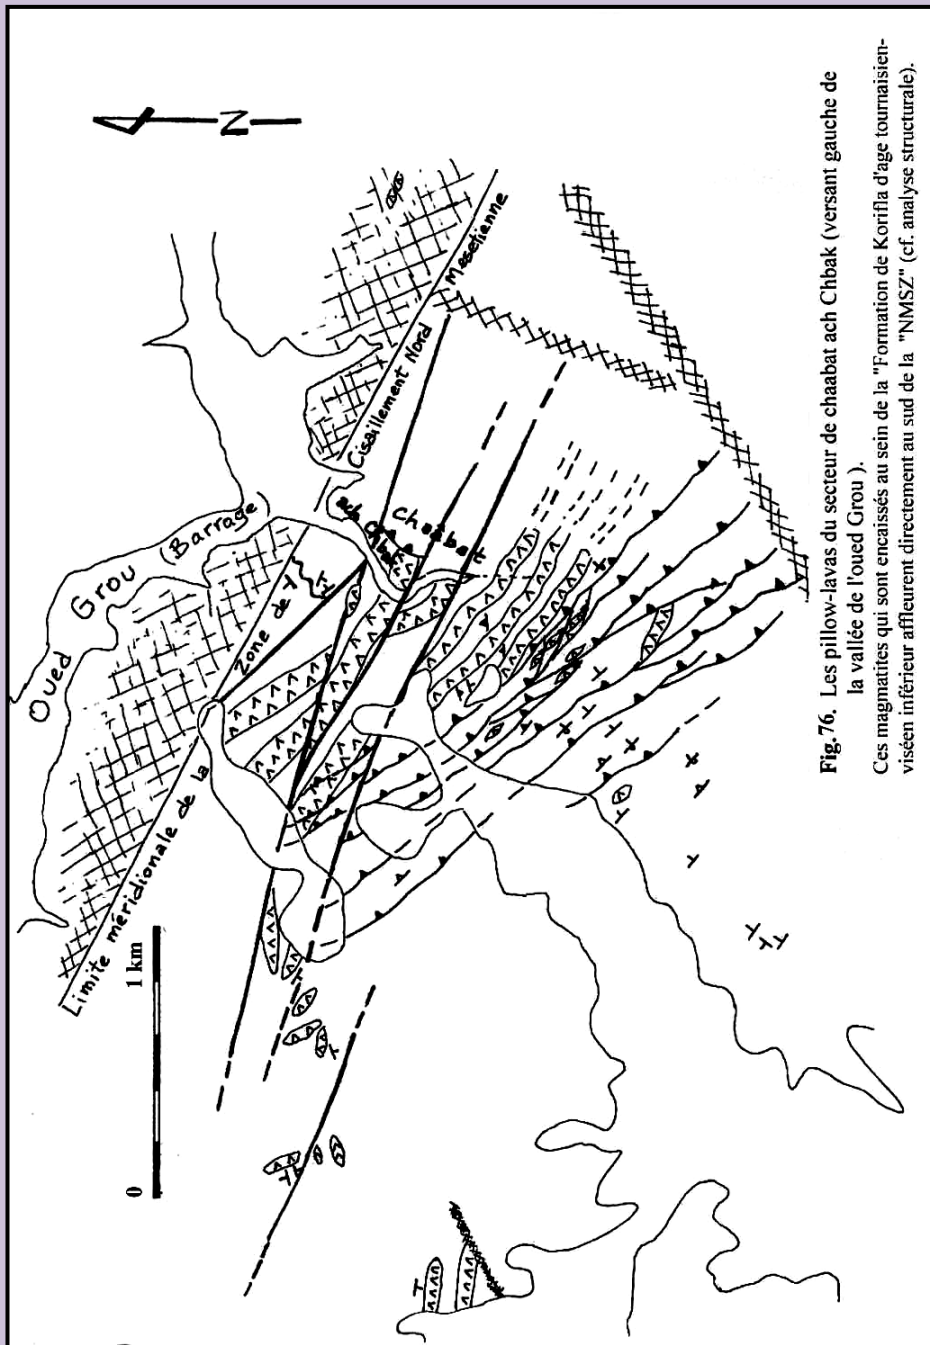 N
Oued Grou (Barrage)
Limite méridionale de la Zone de
Cisaillement Nord Mesetienne
Chaâbat
ach Chbak
0 1 km
Fig.76. Les pillow-lavas du secteur de chaabat ach Chbak (versant gauche de
la vallée de l'oued Grou ).
Ces magmatites qui sont encaissés au sein de la "Formation de Korifla d'age tournaisien-
viséen inférieur affleurent directement au sud de la "NMSZ" (cf. analyse structurale).